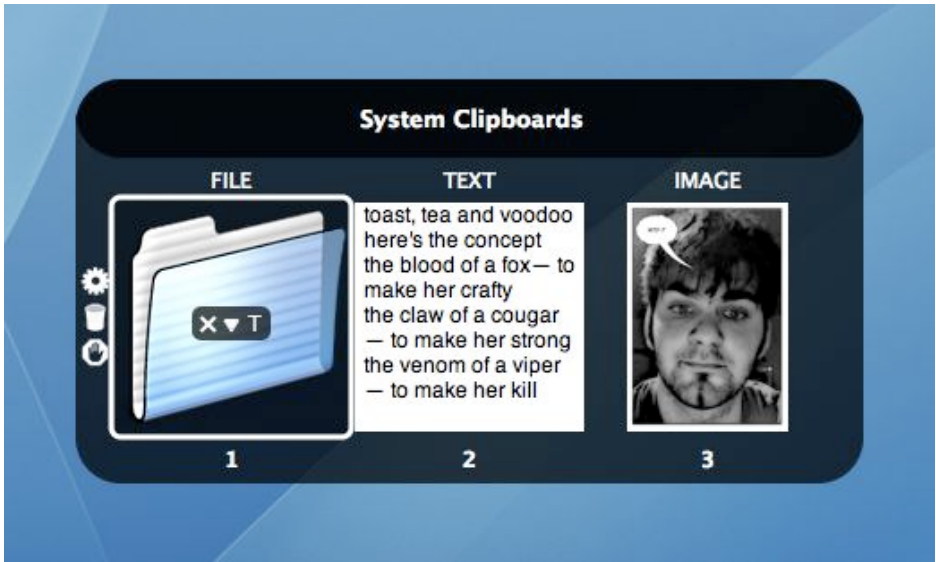 System Clipboards
FILE
TEXT
IMAGE
T
toast, tea and voodoo
here's the concept
the blood of a fox— to
make her crafty
the claw of a cougar
— to make her strong
the venom of a viper
— to make her kill
1
2
3